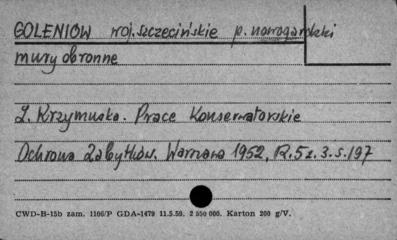 GOLENIÓW woj. szczecińskie p. nowogardzki
mury obronne
Z. Krzymuska. Prace Konserwatorskie
Ochrona Zabytków. Warszawa 1952, R.5 z.3.s.197
CWD-B-15b zam. 1106/P GDA-1479 11.5.59. 2 550 000. Karton 200 g/V.